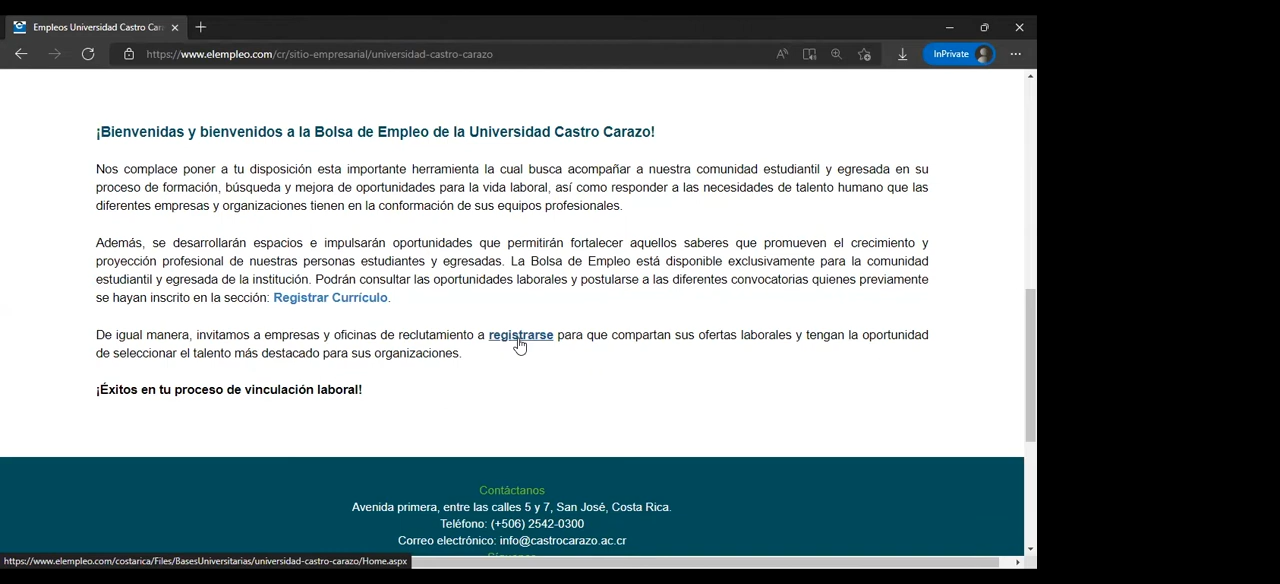 Empleos Universidad Castro Car
https://www.elempleo.com/cr/sitio-empresarial/universidad-castro-carazo
InPrivate
¡Bienvenidas y bienvenidos a la Bolsa de Empleo de la Universidad Castro Carazo!
Nos complace poner a tu disposición esta importante herramienta la cual busca acompañar a nuestra comunidad estudiantil y egresada en su
proceso de formación, búsqueda y mejora de oportunidades para la vida laboral, así como responder a las necesidades de talento humano que las
diferentes empresas y organizaciones tienen en la conformación de sus equipos profesionales.
Además, se desarrollarán espacios e impulsarán oportunidades que permitirán fortalecer aquellos saberes que promueven el crecimiento y
proyección profesional de nuestras personas estudiantes y egresadas. La Bolsa de Empleo está disponible exclusivamente para la comunidad
estudiantil y egresada de la institución. Podrán consultar las oportunidades laborales y postularse a las diferentes convocatorias quienes previamente
se hayan inscrito en la sección: Registrar Currículo.
De igual manera, invitamos a empresas y oficinas de reclutamiento a registrarse para que compartan sus ofertas laborales y tengan la oportunidad
de seleccionar el talento más destacado para sus organizaciones.
¡Éxitos en tu proceso de vinculación laboral!
Contáctanos
Avenida primera, entre las calles 5 y 7, San José, Costa Rica.
Teléfono: (+506) 2542-0300
Correo electrónico: info@castrocarazo.ac.cr
https://www.elempleo.com/costarica/Files/BasesUniversitarias/universidad-castro-carazo/Home.aspx